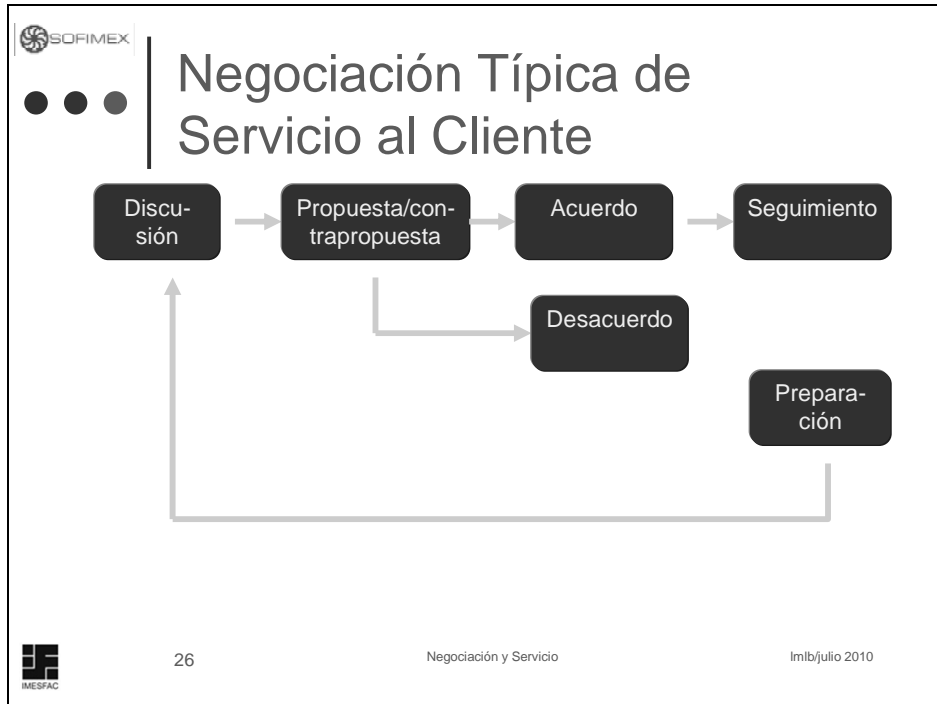 SOFIMEX
Negociación Típica de
Servicio al Cliente
Discu-
sión
Propuesta/con-
trapropuesta
Acuerdo
Seguimiento
Desacuerdo
Prepara-
ción
IMESFAC
26
Negociación y Servicio
lmlb/julio 2010